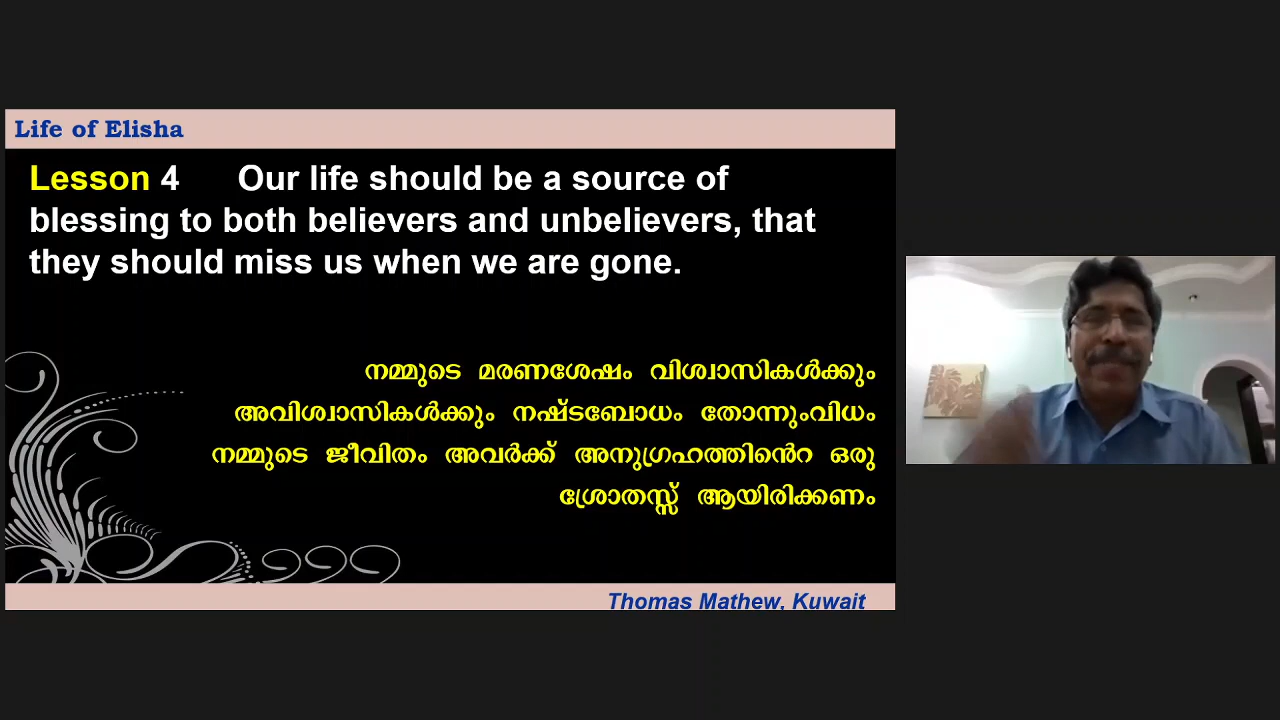 Life of Elisha
Lesson 4 Our life should be a source of
blessing to both believers and unbelievers, that
they should miss us when we are gone.
നമ്മുടെ മരണശേഷം വിശ്വാസികൾക്കും
അവിശ്വാസികൾക്കും നഷ്ടബോധം തോന്നുംവിധം
നമ്മുടെ ജീവിതം അവർക്ക് അനുഗ്രഹത്തിൻെറ ഒരു
ശ്രോതസ്സ് ആയിരിക്കണം
Thomas Mathew, Kuwait